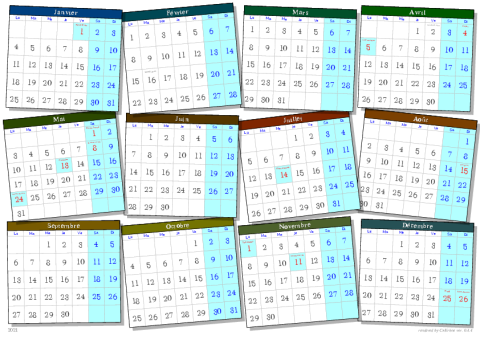 Janvier
Lu Ma Me Je Ve Sa Di
1 2 3
4 5 6 7 8 9 10
11 12 13 14 15 16 17
18 19 20 21 22 23 24
25 26 27 28 29 30 31
Février
Lu Ma Me Je Ve Sa Di
1 2 3 4 5 6 7
8 9 10 11 12 13 14
15 16 17 18 19 20 21
22 23 24 25 26 27 28
Mars
Lu Ma Me Je Ve Sa Di
1 2 3 4 5 6 7
8 9 10 11 12 13 14
15 16 17 18 19 20 21
22 23 24 25 26 27 28
29 30 31
Avril
Lu Ma Me Je Ve Sa Di
1 2 3 4
5 6 7 8 9 10 11
12 13 14 15 16 17 18
19 20 21 22 23 24 25
26 27 28 29 30
Mai
Lu Ma Me Je Ve Sa Di
1 2
3 4 5 6 7 8 9
10 11 12 13 14 15 16
17 18 19 20 21 22 23
24 25 26 27 28 29 30
31
Juin
Lu Ma Me Je Ve Sa Di
1 2 3 4 5 6
7 8 9 10 11 12 13
14 15 16 17 18 19 20
21 22 23 24 25 26 27
28 29 30
Juillet
Lu Ma Me Je Ve Sa Di
1 2 3 4
5 6 7 8 9 10 11
12 13 14 15 16 17 18
19 20 21 22 23 24 25
26 27 28 29 30 31
Août
Lu Ma Me Je Ve Sa Di
1
2 3 4 5 6 7 8
9 10 11 12 13 14 15
16 17 18 19 20 21 22
23 24 25 26 27 28 29
30 31
Septembre
Lu Ma Me Je Ve Sa Di
1 2 3 4 5
6 7 8 9 10 11 12
13 14 15 16 17 18 19
20 21 22 23 24 25 26
27 28 29 30
Octobre
Lu Ma Me Je Ve Sa Di
1 2 3
4 5 6 7 8 9 10
11 12 13 14 15 16 17
18 19 20 21 22 23 24
25 26 27 28 29 30 31
Novembre
Lu Ma Me Je Ve Sa Di
1 2 3 4 5 6 7
8 9 10 11 12 13 14
15 16 17 18 19 20 21
22 23 24 25 26 27 28
29 30
Décembre
Lu Ma Me Je Ve Sa Di
1 2 3 4 5
6 7 8 9 10 11 12
13 14 15 16 17 18 19
20 21 22 23 24 25 26
27 28 29 30 31
2021
created by